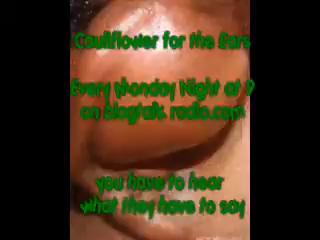 Cauliflower for the Ears
Every Monday Night at 9
on blogtalk radio.com
you have to hear
what they have to say